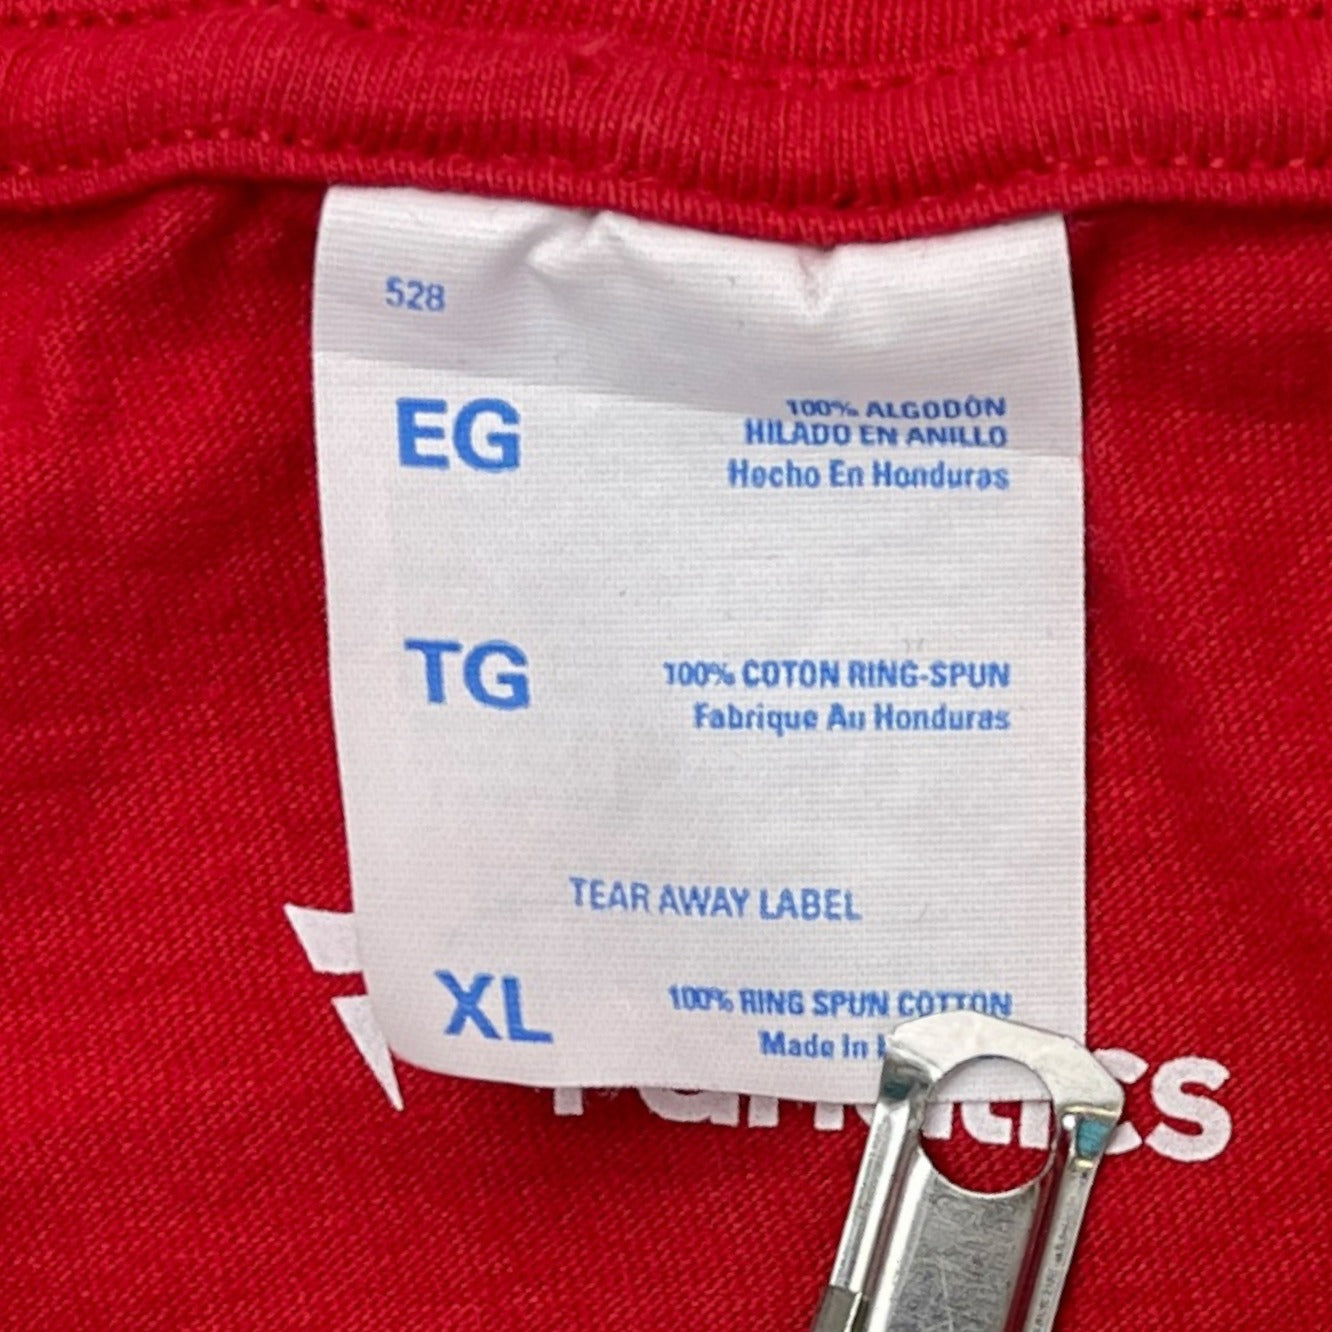 528
EG
100% ALGODÓN
HILADO EN ANILLO
Hecho En Honduras
TG
100% COTON RING-SPUN
Fabrique Au Honduras
TEAR AWAY LABEL
XL
100% RING SPUN COTTON
Made In